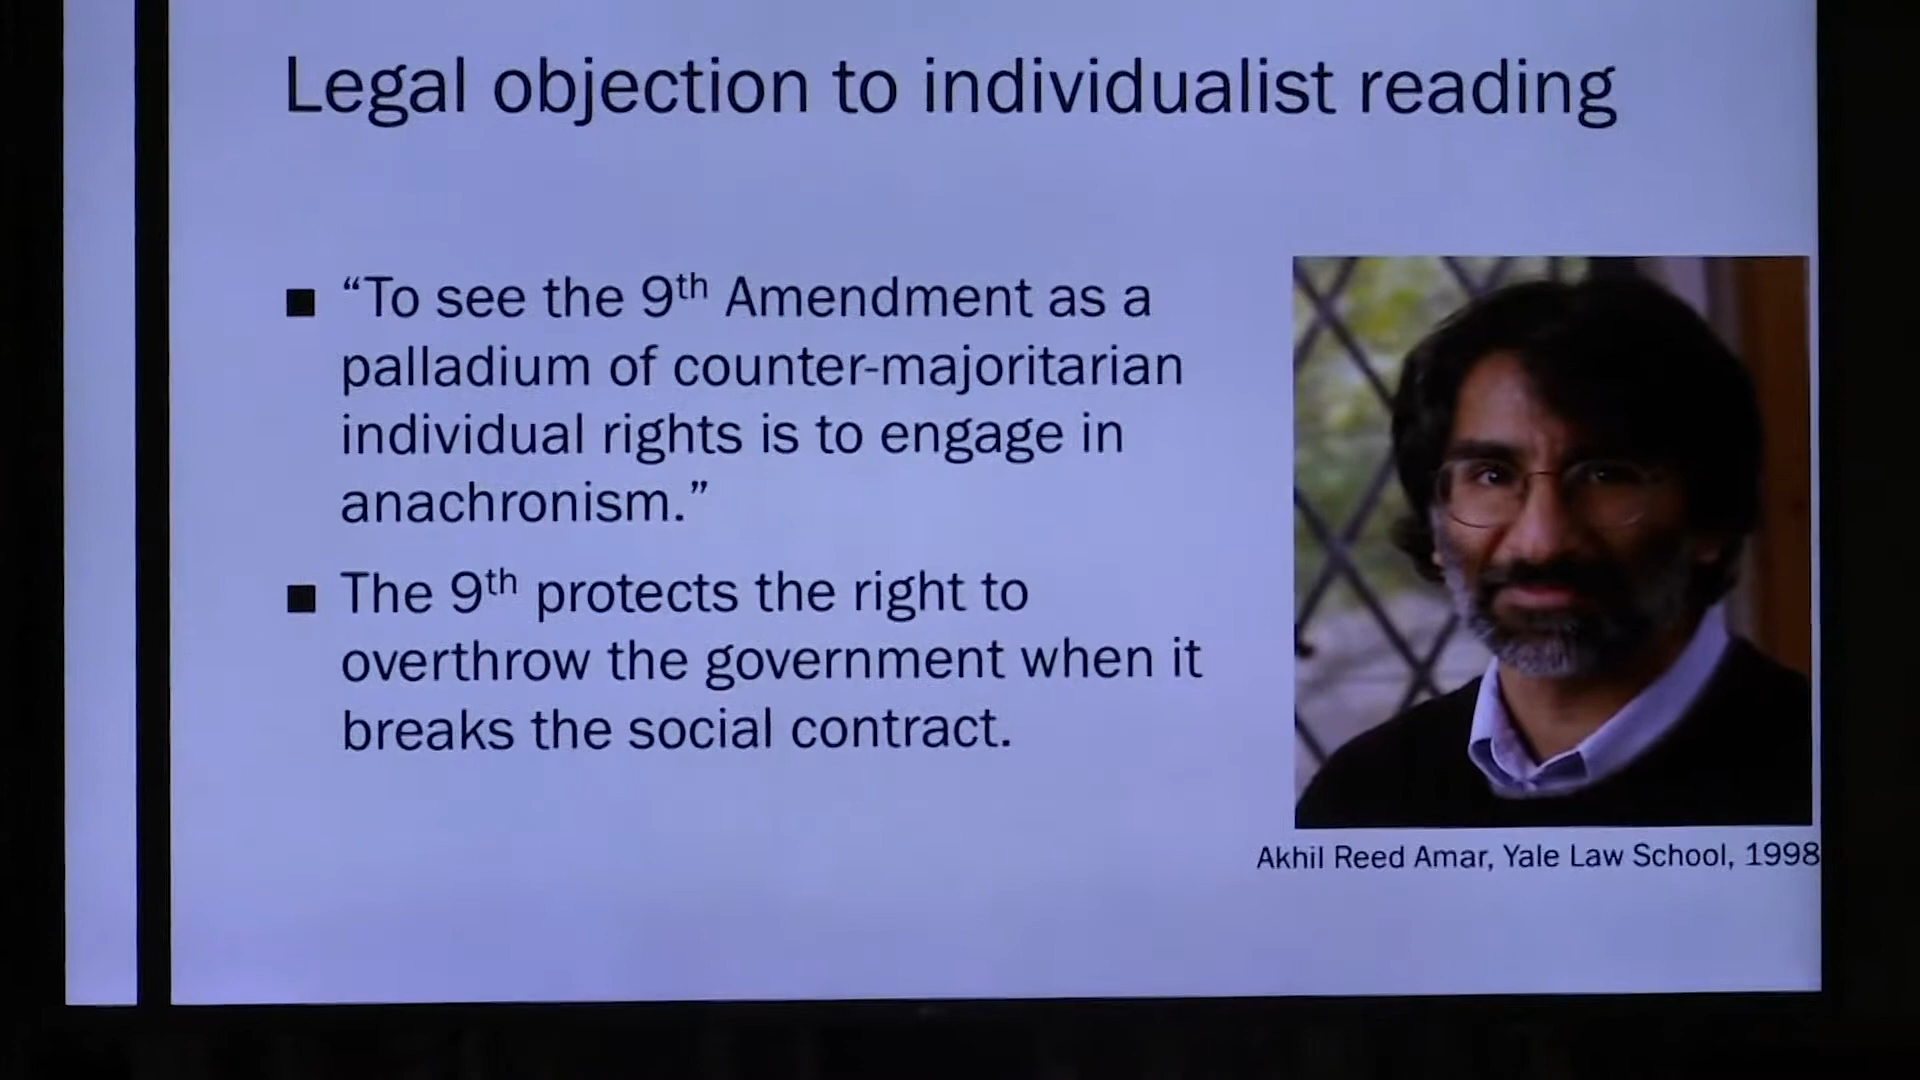 Legal objection to individualist reading
“To see the 9th Amendment as a
palladium of counter-majoritarian
individual rights is to engage in
anachronism.”
The 9th protects the right to
overthrow the government when it
breaks the social contract.
Akhil Reed Amar, Yale Law School, 1998